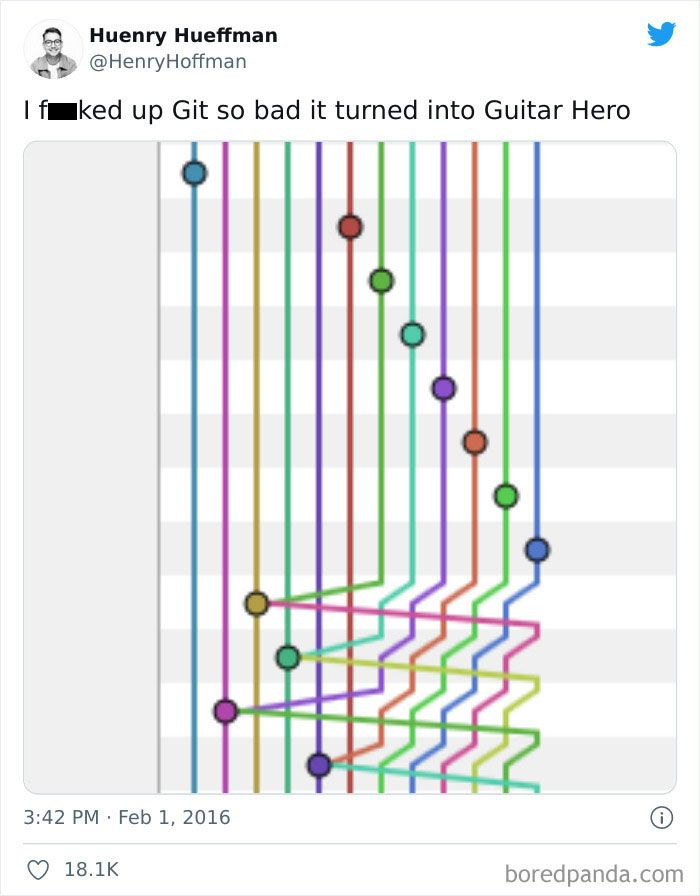 Huenry Hueffman
@HenryHoffman
I f ked up Git so bad it turned into Guitar Hero
3:42 PM · Feb 1, 2016
18.1K
boredpanda.com